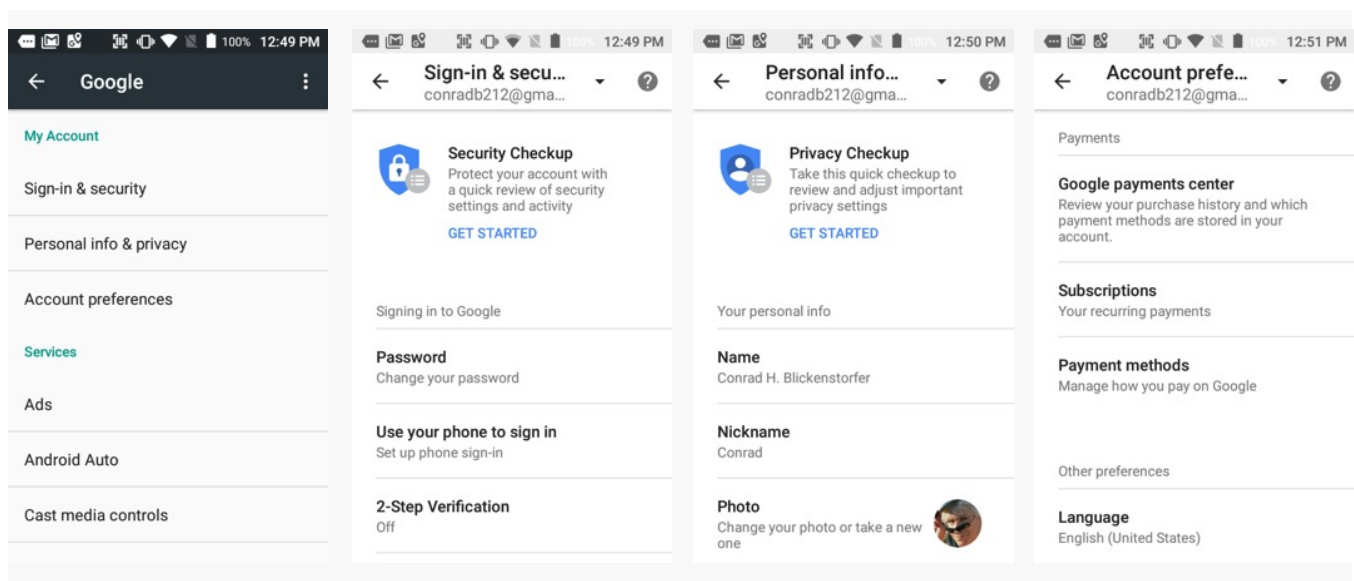 100% 12:49 PM
Google
My Account
Sign-in & security
Personal info & privacy
Account preferences
Services
Ads
Android Auto
Cast media controls
100% 12:49 PM
Sign-in & secu...
conradb212@gma...
Security Checkup
Protect your account with
a quick review of security
settings and activity
GET STARTED
Signing in to Google
Password
Change your password
Use your phone to sign in
Set up phone sign-in
2-Step Verification
Off
100% 12:50 PM
Personal info...
conradb212@gma...
Privacy Checkup
Take this quick checkup to
review and adjust important
privacy settings
GET STARTED
Your personal info
Name
Conrad H. Blickenstorfer
Nickname
Conrad
Photo
Change your photo or take a new
one
100% 12:51 PM
Account prefe...
conradb212@gma...
Payments
Google payments center
Review your purchase history and which
payment methods are stored in your
account.
Subscriptions
Your recurring payments
Payment methods
Manage how you pay on Google
Other preferences
Language
English (United States)